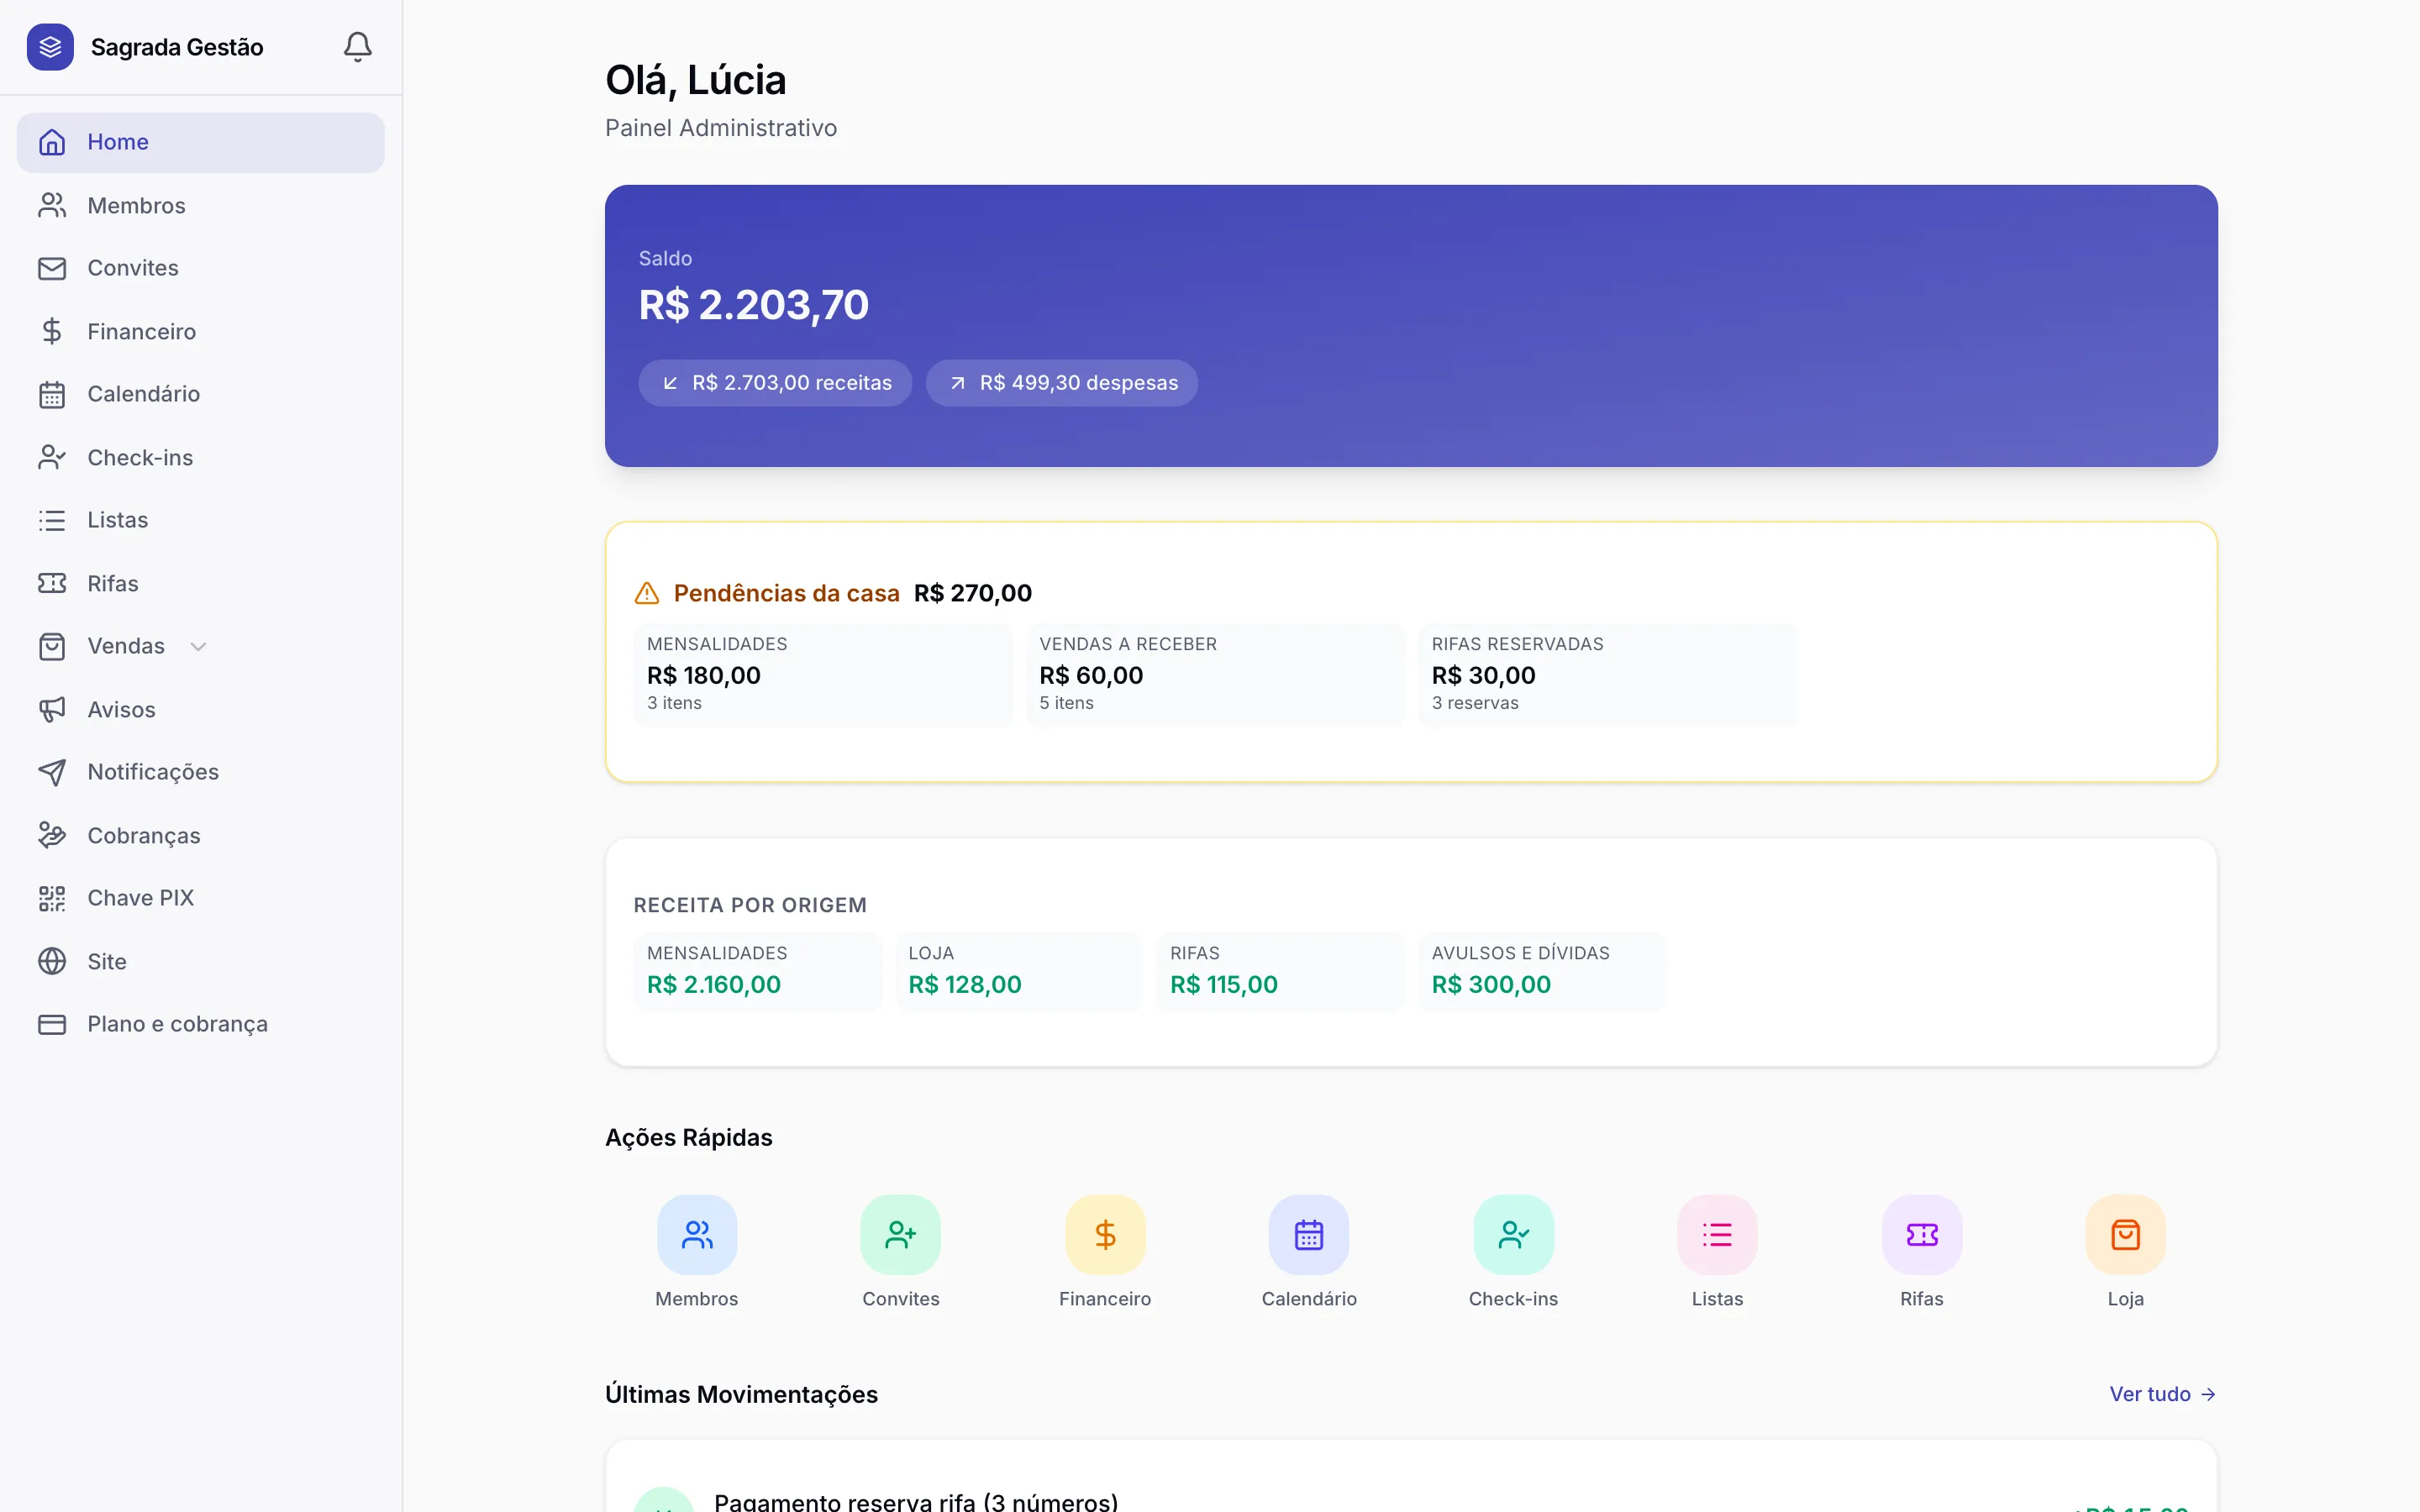 Sagrada Gestão
Home
Membros
Convites
Financeiro
Calendário
Check-ins
Listas
Rifas
Vendas
Avisos
Notificações
Cobranças
Chave PIX
Site
Plano e cobrança
Olá, Lúcia
Painel Administrativo
Saldo
R$ 2.203,70
R$ 2.703,00 receitas
R$ 499,30 despesas
Pendências da casa R$ 270,00
MENSALIDADES
R$ 180,00
3 itens
VENDAS A RECEBER
R$ 60,00
5 itens
RIFAS RESERVADAS
R$ 30,00
3 reservas
RECEITA POR ORIGEM
MENSALIDADES
R$ 2.160,00
LOJA
R$ 128,00
RIFAS
R$ 115,00
AVULSOS E DÍVIDAS
R$ 300,00
Ações Rápidas
Membros
Convites
Financeiro
Calendário
Check-ins
Listas
Rifas
Loja
Últimas Movimentações
Ver tudo →
Pagamento reserva rifa (3 números)